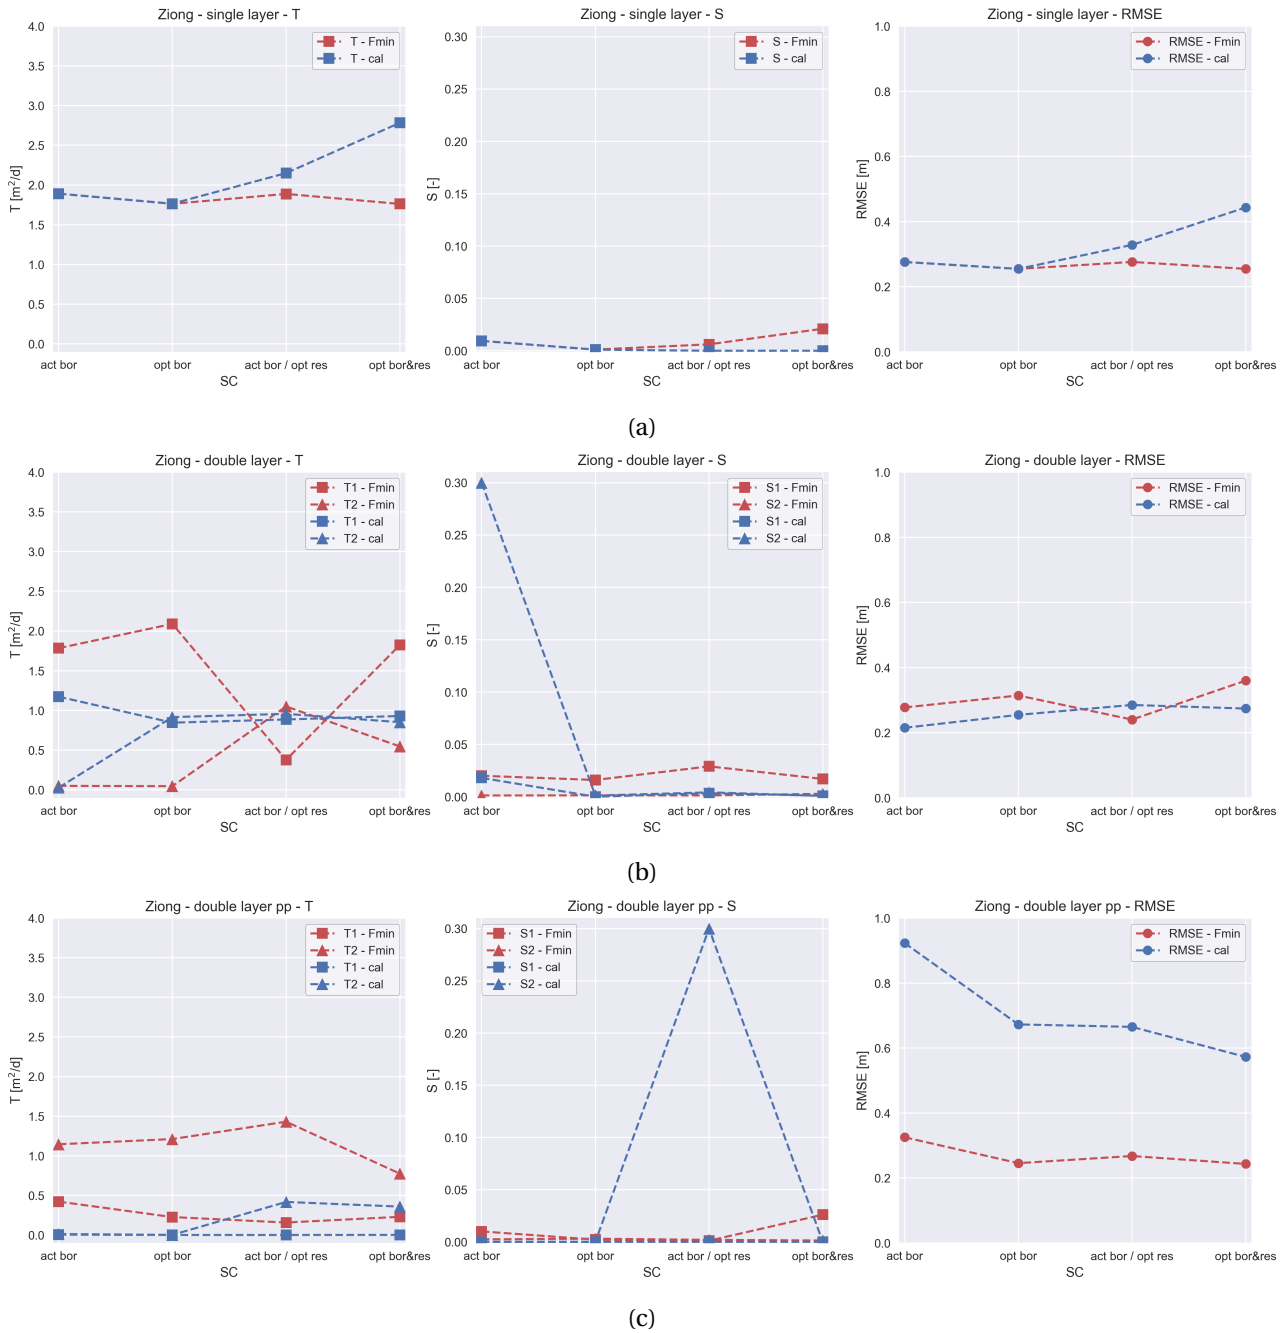 Ziong - single layer - T
4.0
3.5
3.0
2.5
2.0
1.5
1.0
0.5
0.0
T [m²/d]
T - Fmin
T - cal
act bor
opt bor
act bor / opt res
opt bor&res
SC
Ziong - single layer - S
0.30
0.25
0.20
0.15
0.10
0.05
0.00
S [-]
S - Fmin
S - cal
act bor
opt bor
act bor / opt res
opt bor&res
SC
Ziong - single layer - RMSE
1.0
0.8
0.6
0.4
0.2
0.0
RMSE [m]
RMSE - Fmin
RMSE - cal
act bor
opt bor
act bor / opt res
opt bor&res
SC
(a)
Ziong - double layer - T
4.0
3.5
3.0
2.5
2.0
1.5
1.0
0.5
0.0
T [m²/d]
T1 - Fmin
T2 - Fmin
T1 - cal
T2 - cal
act bor
opt bor
act bor / opt res
opt bor&res
SC
Ziong - double layer - S
0.30
0.25
0.20
0.15
0.10
0.05
0.00
S [-]
S1 - Fmin
S2 - Fmin
S1 - cal
S2 - cal
act bor
opt bor
act bor / opt res
opt bor&res
SC
Ziong - double layer - RMSE
1.0
0.8
0.6
0.4
0.2
0.0
RMSE [m]
RMSE - Fmin
RMSE - cal
act bor
opt bor
act bor / opt res
opt bor&res
SC
(b)
Ziong - double layer pp - T
4.0
3.5
3.0
2.5
2.0
1.5
1.0
0.5
0.0
T [m²/d]
T1 - Fmin
T2 - Fmin
T1 - cal
T2 - cal
act bor
opt bor
act bor / opt res
opt bor&res
SC
Ziong - double layer pp - S
0.30
0.25
0.20
0.15
0.10
0.05
0.00
S [-]
S1 - Fmin
S2 - Fmin
S1 - cal
S2 - cal
act bor
opt bor
act bor / opt res
opt bor&res
SC
Ziong - double layer pp - RMSE
1.0
0.8
0.6
0.4
0.2
0.0
RMSE [m]
RMSE - Fmin
RMSE - cal
act bor
opt bor
act bor / opt res
opt bor&res
SC
(c)